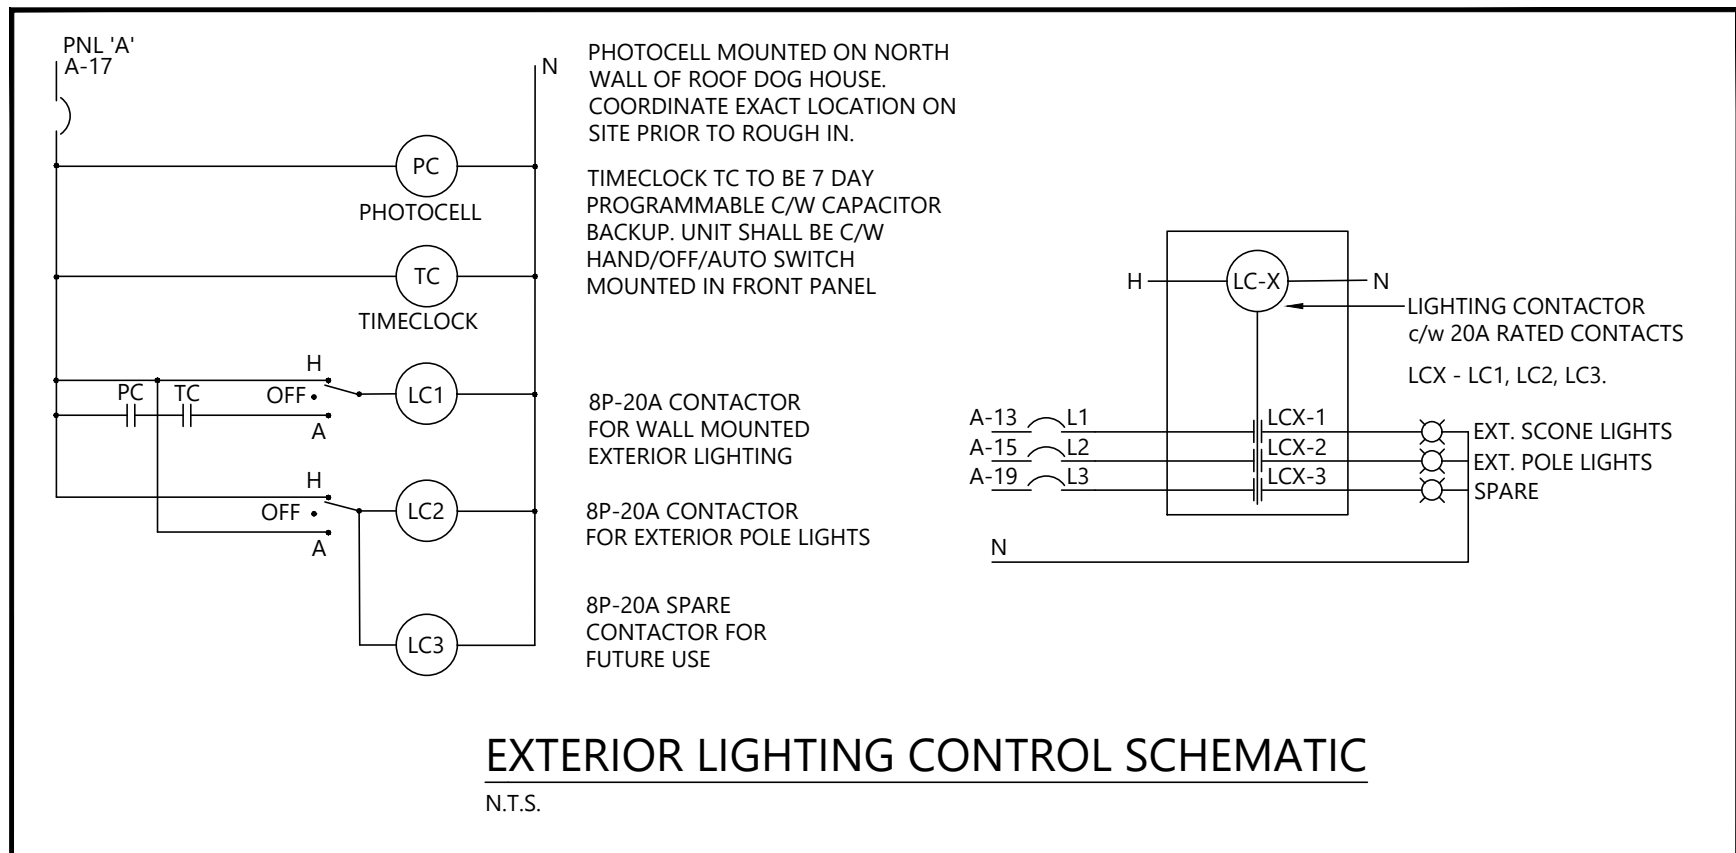 PNL 'A'
A-17
N
PC
PHOTOCELL
TC
TIMECLOCK
H
PC
TC
OFF
LC1
A
H
OFF
LC2
A
LC3
PHOTOCELL MOUNTED ON NORTH
WALL OF ROOF DOG HOUSE.
COORDINATE EXACT LOCATION ON
SITE PRIOR TO ROUGH IN.
TIMECLOCK TC TO BE 7 DAY
PROGRAMMABLE C/W CAPACITOR
BACKUP. UNIT SHALL BE C/W
HAND/OFF/AUTO SWITCH
MOUNTED IN FRONT PANEL
8P-20A CONTACTOR
FOR WALL MOUNTED
EXTERIOR LIGHTING
8P-20A CONTACTOR
FOR EXTERIOR POLE LIGHTS
8P-20A SPARE
CONTACTOR FOR
FUTURE USE
H
LC-X
N
LIGHTING CONTACTOR
c/w 20A RATED CONTACTS
LCX - LC1, LC2, LC3.
A-13 L1 LCX-1 EXT. SCONE LIGHTS
A-15 L2 LCX-2 EXT. POLE LIGHTS
A-19 L3 LCX-3 SPARE
N
EXTERIOR LIGHTING CONTROL SCHEMATIC
N.T.S.